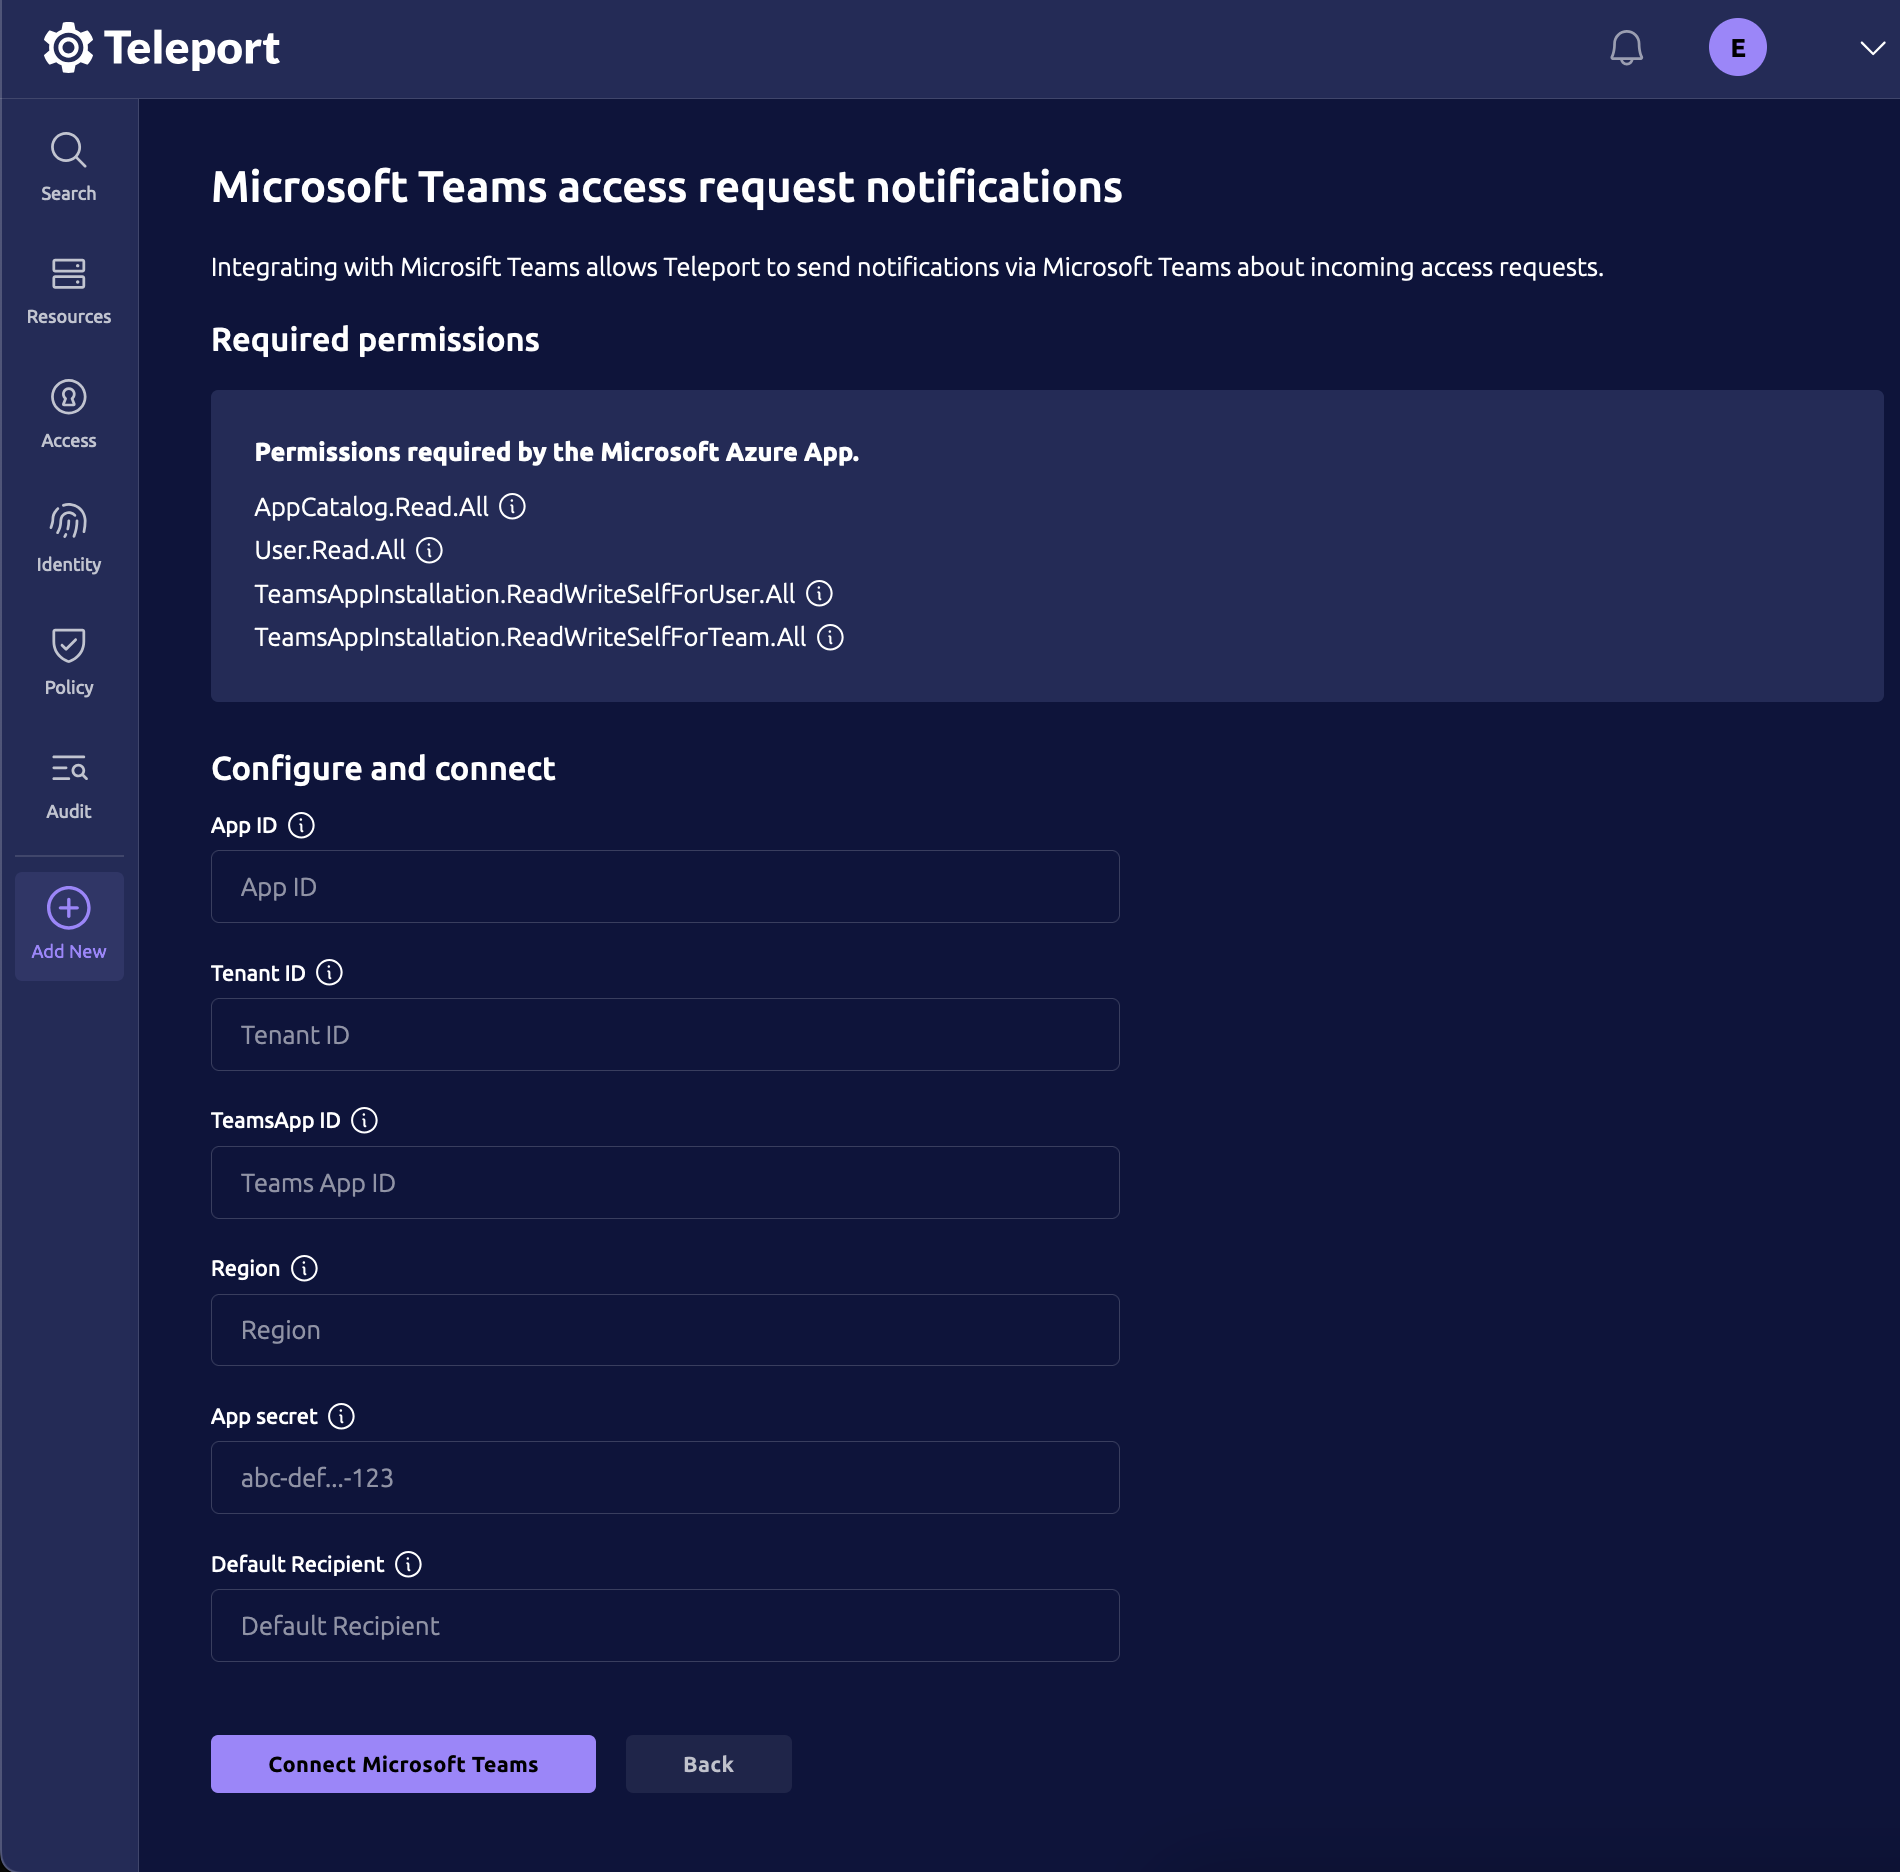 Teleport
E
Search
Resources
Access
Identity
Policy
Audit
Add New
Microsoft Teams access request notifications
Integrating with Microsift Teams allows Teleport to send notifications via Microsoft Teams about incoming access requests.
Required permissions
Permissions required by the Microsoft Azure App.
AppCatalog.Read.All
User.Read.All
TeamsAppInstallation.ReadWriteSelfForUser.All
TeamsAppInstallation.ReadWriteSelfForTeam.All
Configure and connect
App ID
App ID
Tenant ID
Tenant ID
TeamsApp ID
Teams App ID
Region
Region
App secret
abc-def...-123
Default Recipient
Default Recipient
Connect Microsoft Teams
Back